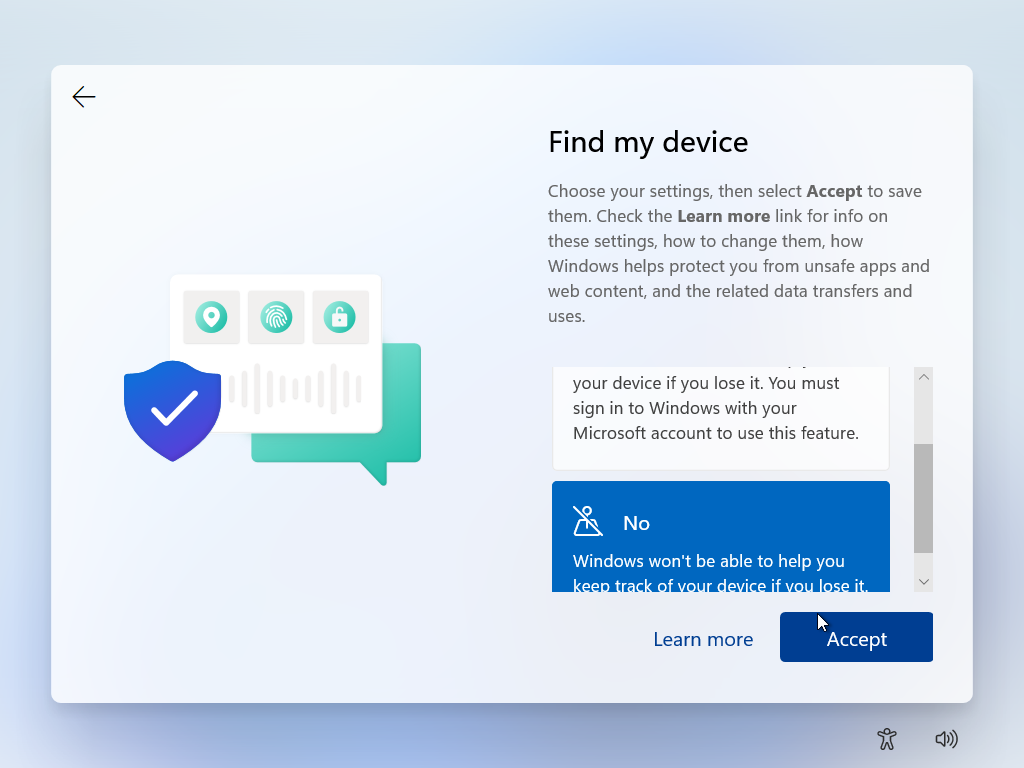 Find my device
Choose your settings, then select Accept to save
them. Check the Learn more link for info on
these settings, how to change them, how
Windows helps protect you from unsafe apps and
web content, and the related data transfers and
uses.
your device if you lose it. You must
sign in to Windows with your
Microsoft account to use this feature.
No
Windows won't be able to help you
keep track of your device if you lose it.
Learn more
Accept